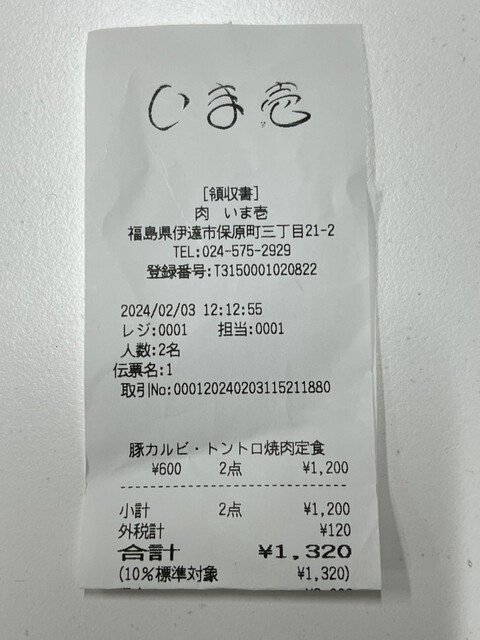 いま壱
[領収書]
肉 いま壱
福島県伊達市保原町三丁目21-2
TEL:024-575-2929
登録番号:T3150001020822
2024/02/03 12:12:55
レジ:0001 担当:0001
人数:2名
伝票名:1
取引No:000120240203115211880
豚カルビ・トントロ焼肉定食
¥600 2点 ¥1,200
小計 2点 ¥1,200
外税計 ¥120
合計 ¥1,320
(10%標準対象 ¥1,320)